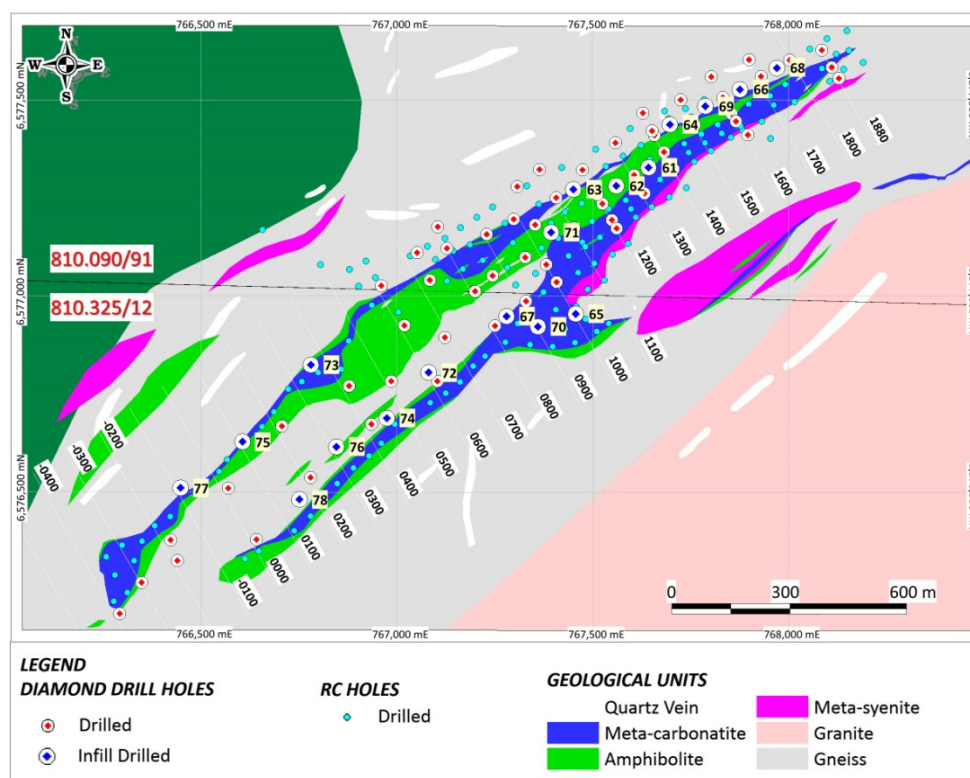 766,500 mE 767,000 mE 767,500 mE 768,000 mE
N
W E
S
6,577,500 mN
6,577,000 mN
6,576,500 mN
810.090/91
810.325/12
68
66
69
64
61
62
63
71
67
70
65
73
72
74
75
76
77
78
1880
1800
1700
1600
1500
1400
1300
1200
1100
1000
0900
0800
0700
0600
0500
0400
0300
0200
0100
0000
-0100
-0200
-0300
-0400
0 300 600 m
766,500 mE 767,000 mE 767,500 mE 768,000 mE
LEGEND
DIAMOND DRILL HOLES
Drilled
Infill Drilled
RC HOLES
Drilled
GEOLOGICAL UNITS
Quartz Vein
Meta-carbonatite
Amphibolite
Meta-syenite
Granite
Gneiss